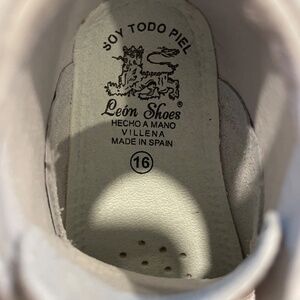 SOY TODO PIEL
León Shoes®
HECHO A MANO
VILLENA
MADE IN SPAIN
16